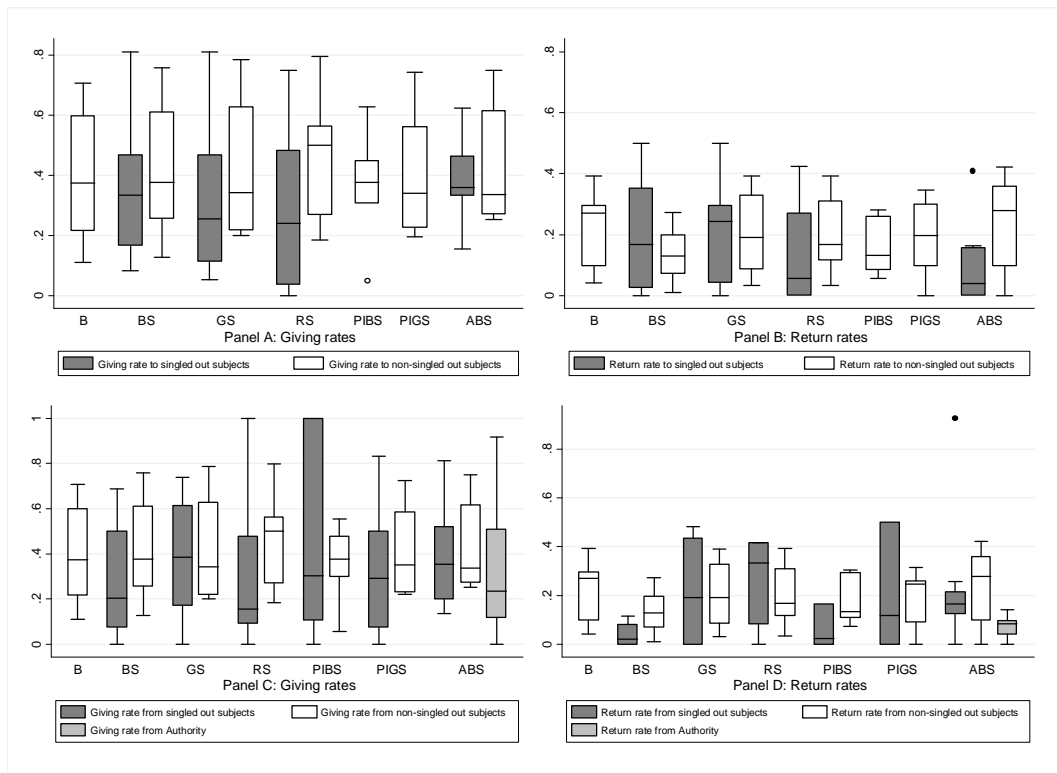 .8
.6
.4
.2
0
B BS GS RS PIBS PIGS ABS
Panel A: Giving rates
Giving rate to singled out subjects Giving rate to non-singled out subjects
.8
.6
.4
.2
0
B BS GS RS PIBS PIGS ABS
Panel B: Return rates
Return rate to singled out subjects Return rate to non-singled out subjects
1
.8
.6
.4
.2
0
B BS GS RS PIBS PIGS ABS
Panel C: Giving rates
Giving rate from singled out subjects Giving rate from non-singled out subjects
Giving rate from Authority
.8
.6
.4
.2
0
B BS GS RS PIBS PIGS ABS
Panel D: Return rates
Return rate from singled out subjects Return rate from non-singled out subjects
Return rate from Authority